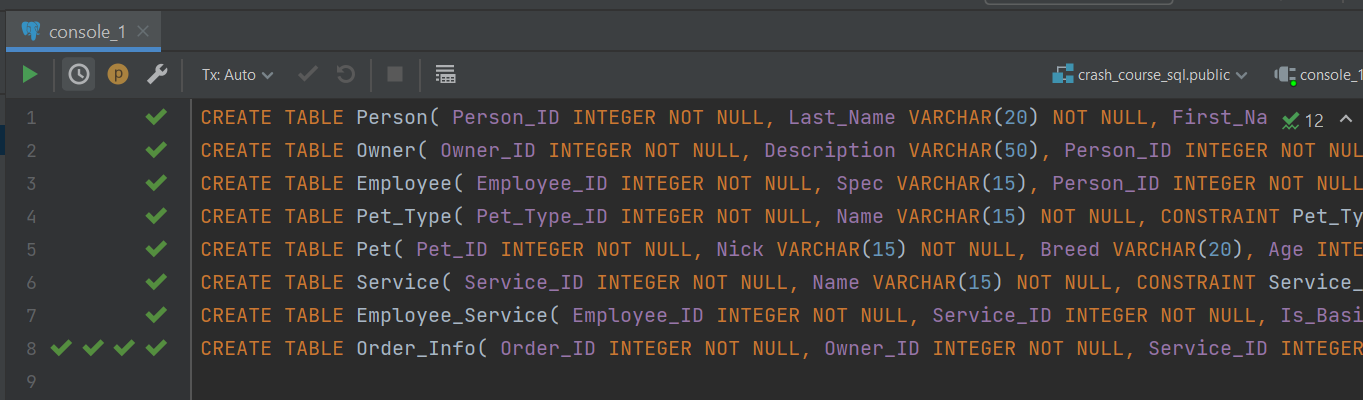 console_1
Tx: Auto
crash_course_sql.public
console_1
1 CREATE TABLE Person( Person_ID INTEGER NOT NULL, Last_Name VARCHAR(20) NOT NULL, First_Na 12
2 CREATE TABLE Owner( Owner_ID INTEGER NOT NULL, Description VARCHAR(50), Person_ID INTEGER NOT NUL
3 CREATE TABLE Employee( Employee_ID INTEGER NOT NULL, Spec VARCHAR(15), Person_ID INTEGER NOT NULL
4 CREATE TABLE Pet_Type( Pet_Type_ID INTEGER NOT NULL, Name VARCHAR(15) NOT NULL, CONSTRAINT Pet_Ty
5 CREATE TABLE Pet( Pet_ID INTEGER NOT NULL, Nick VARCHAR(15) NOT NULL, Breed VARCHAR(20), Age INTE
6 CREATE TABLE Service( Service_ID INTEGER NOT NULL, Name VARCHAR(15) NOT NULL, CONSTRAINT Service_
7 CREATE TABLE Employee_Service( Employee_ID INTEGER NOT NULL, Service_ID INTEGER NOT NULL, Is_Basi
8 CREATE TABLE Order_Info( Order_ID INTEGER NOT NULL, Owner_ID INTEGER NOT NULL, Service_ID INTEGER
9